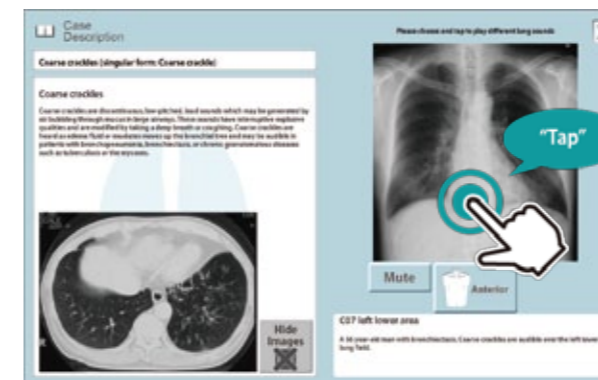 Case
Description
Please choose and tap to play different lung sounds
Coarse crackles (singular form: Coarse crackle)
Coarse crackles
Coarse crackles are discontinuous, low-pitched, loud sounds which may be generated by
air bubbling through mucus in large airways. These sounds have interruptive explosive
qualities and are modified by taking a deep breath or coughing. Coarse crackles are
heard as edema fluid or exudates moves up the bronchial tree and may be audible in
patients with bronchopneumonia, bronchiectasis, or chronic granulomatous diseases
such as tuberculosis or the mycoses.
"Tap"
Mute
Anterior
Hide
Images
C07 left lower area
A 56 year-old man with bronchiectasis. Coarse crackles are audible over the left lower
lung field.